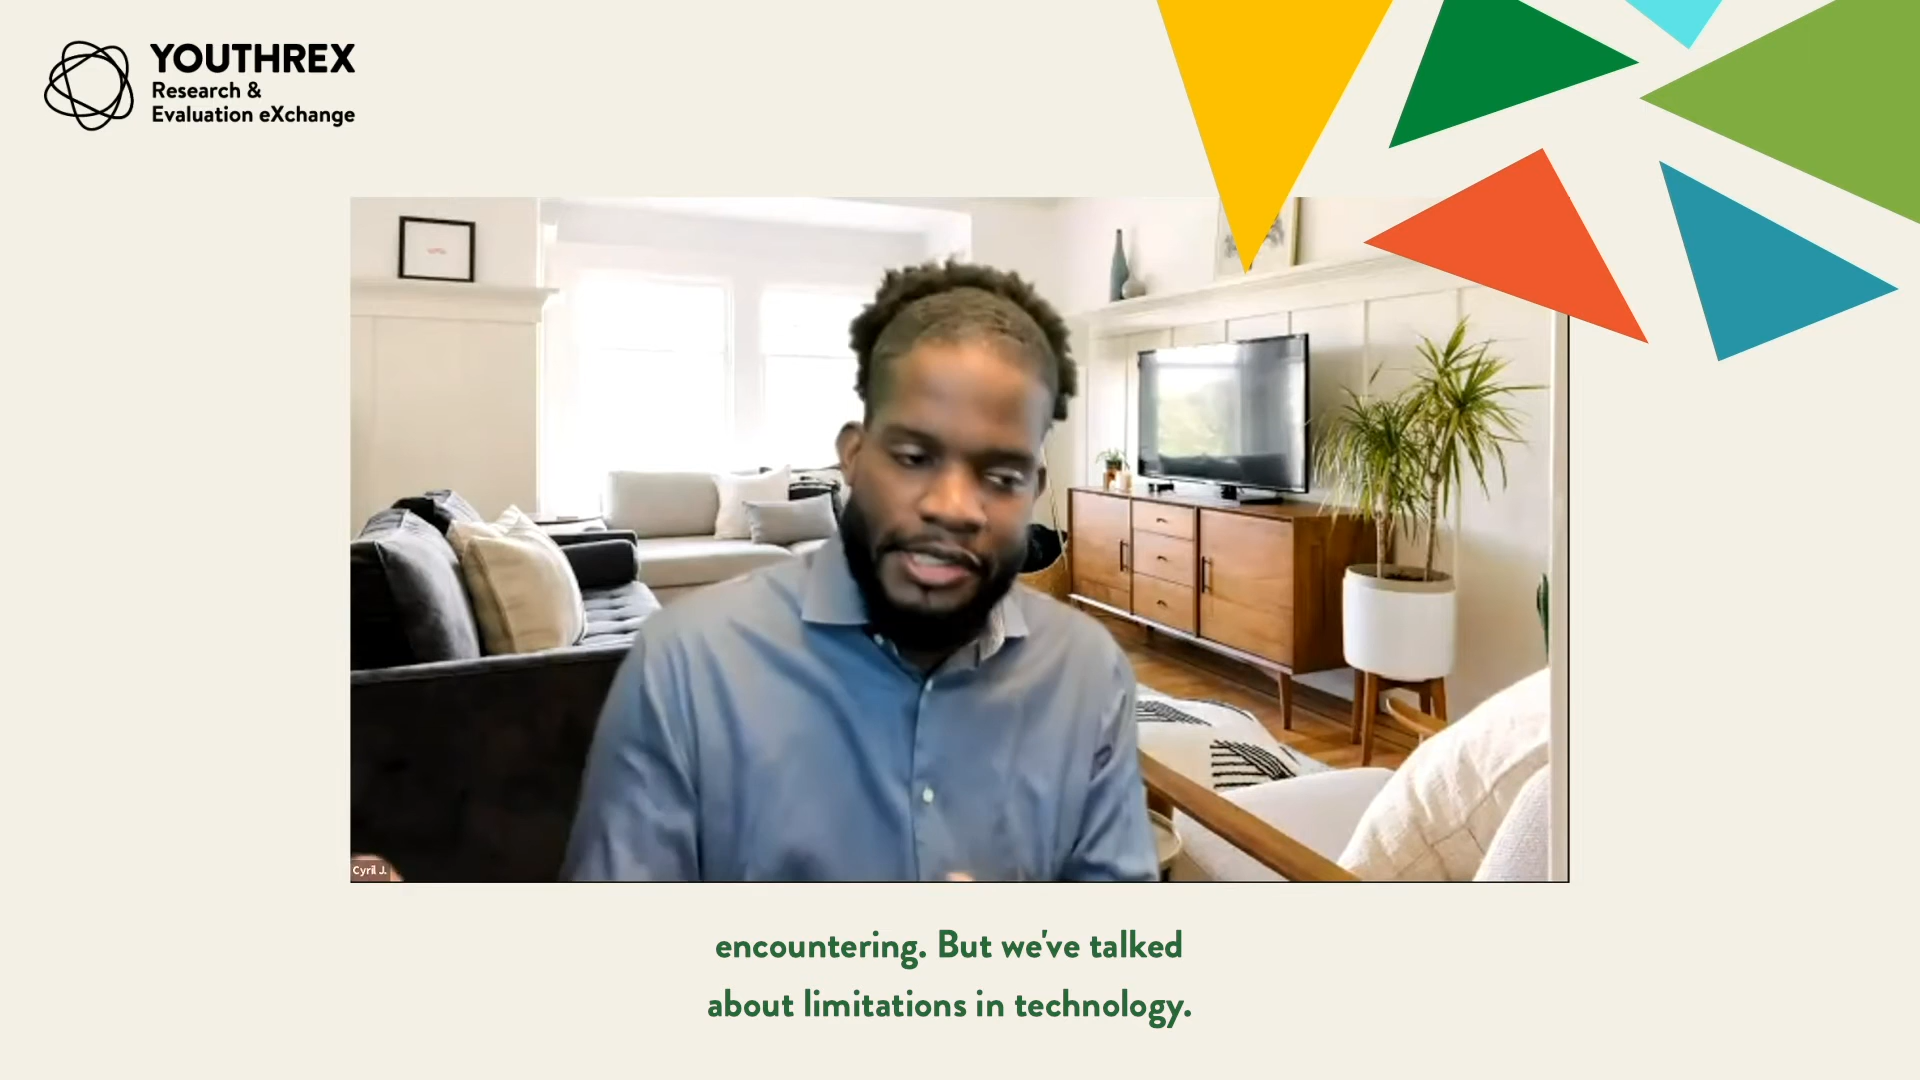 YOUTHREX
Research &
Evaluation eXchange
Cyril J.
encountering. But we've talked
about limitations in technology.